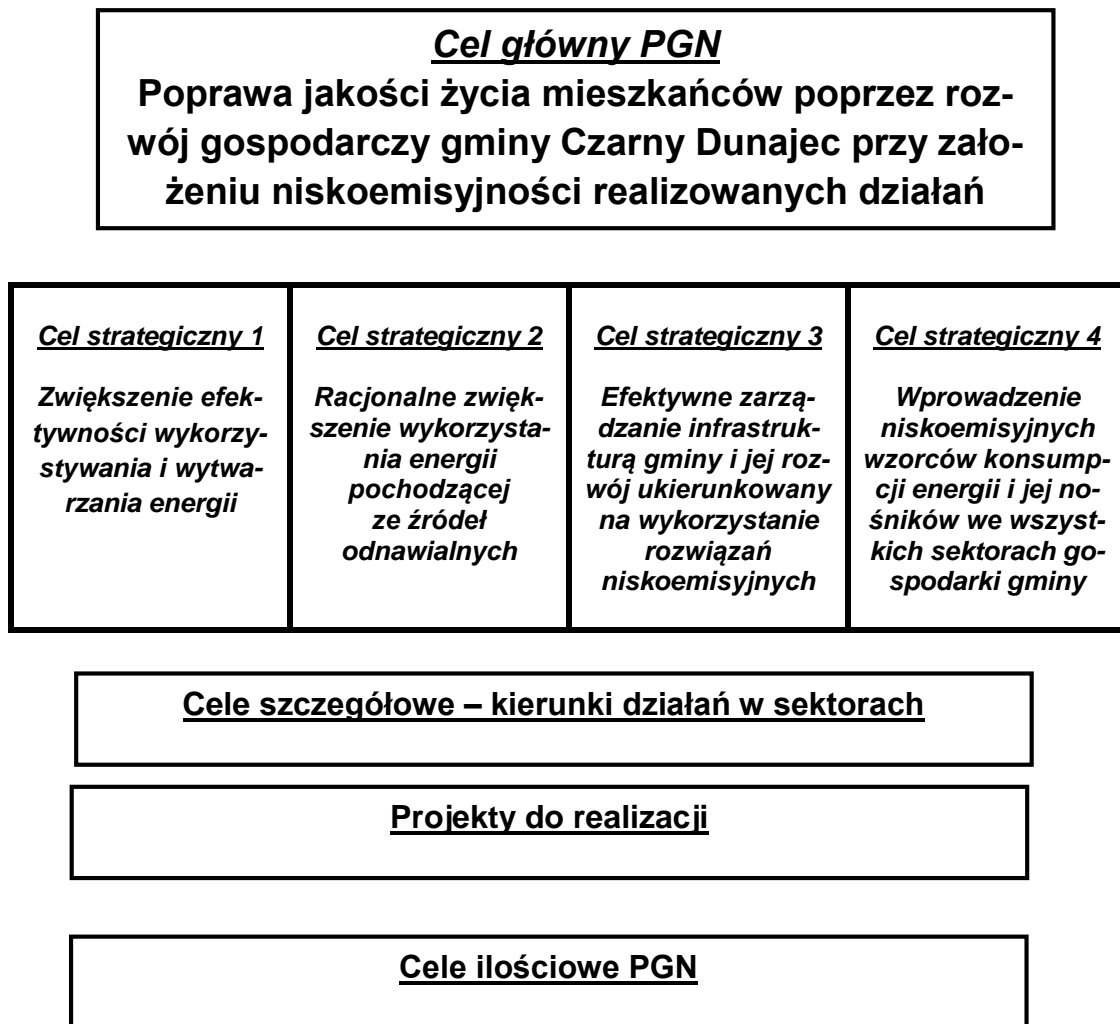 Cel główny PGN
Poprawa jakości życia mieszkańców poprzez roz-
wój gospodarczy gminy Czarny Dunajec przy zało-
żeniu niskoemisyjności realizowanych działań
Cel strategiczny 1
Zwiększenie efek-
tywności wykorzy-
stywania i wytwa-
rzania energii
Cel strategiczny 2
Racjonalne zwięk-
szenie wykorzysta-
nia energii
pochodzącej
ze źródeł
odnawialnych
Cel strategiczny 3
Efektywne zarzą-
dzanie infrastruk-
turą gminy i jej roz-
wój ukierunkowany
na wykorzystanie
rozwiązań
niskoemisyjnych
Cel strategiczny 4
Wprowadzenie
niskoemisyjnych
wzorców konsump-
cji energii i jej no-
śników we wszyst-
kich sektorach go-
spodarki gminy
Cele szczegółowe – kierunki działań w sektorach
Projekty do realizacji
Cele ilościowe PGN